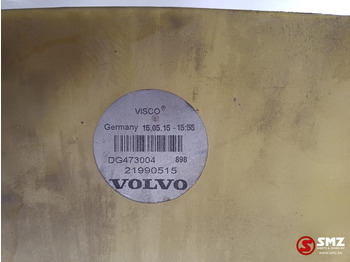 VISCO®
Germany 15.05.15 - 15:55
DG473004 898
21990515
VOLVO
SMZ